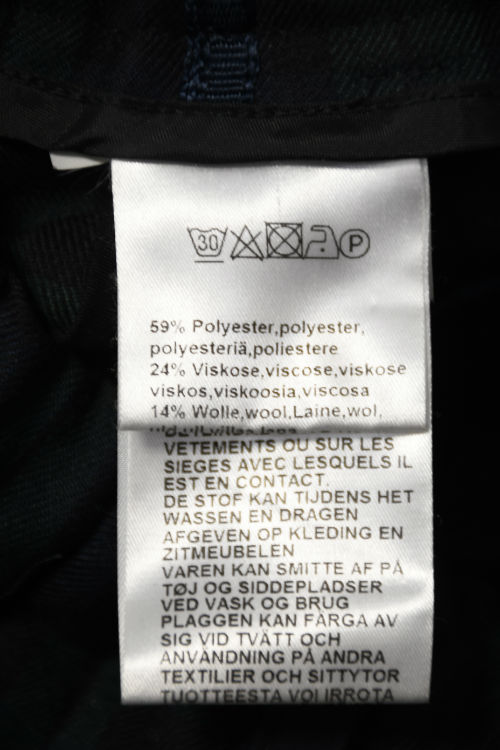 30 P
59% Polyester,polyester,
polyesteriä,poliestere
24% Viskose,viscose,viskose
viskos,viskoosia,viscosa
14% Wolle,wool,Laine,wol,
VETEMENTS OU SUR LES
SIEGES AVEC LESQUELS IL
EST EN CONTACT.
DE STOF KAN TIJDENS HET
WASSEN EN DRAGEN
AFGEVEN OP KLEDING EN
ZITMEUBELEN
VAREN KAN SMITTE AF PÅ
TØJ OG SIDDEPLADSER
VED VASK OG BRUG
PLAGGEN KAN FÄRGA AV
SIG VID TVÄTT OCH
ANVÄNDNING PÅ ANDRA
TEXTILIER OCH SITTYTOR
TUOTTEESTA VOI IRROTA